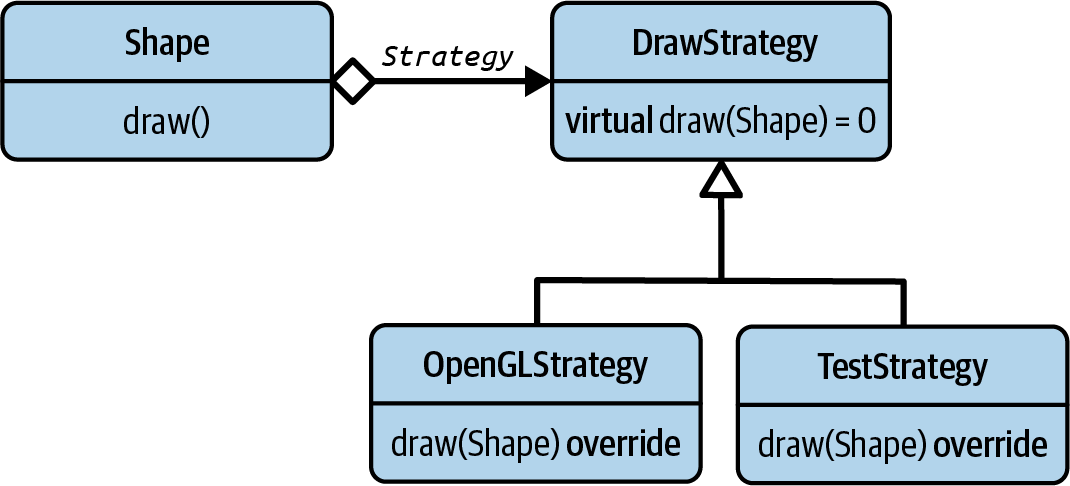 Shape
draw()
Strategy
DrawStrategy
virtual draw(Shape) = 0
OpenGLStrategy
draw(Shape) override
TestStrategy
draw(Shape) override